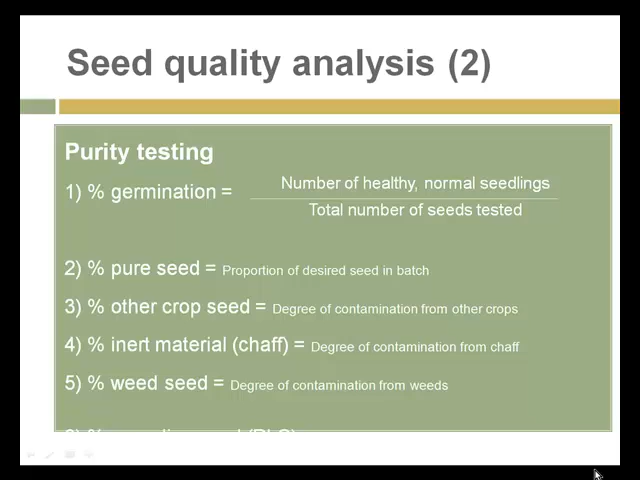 Seed quality analysis (2)
Purity testing
1) % germination =
Number of healthy, normal seedlings
Total number of seeds tested
2) % pure seed = Proportion of desired seed in batch
3) % other crop seed = Degree of contamination from other crops
4) % inert material (chaff) = Degree of contamination from chaff
5) % weed seed = Degree of contamination from weeds